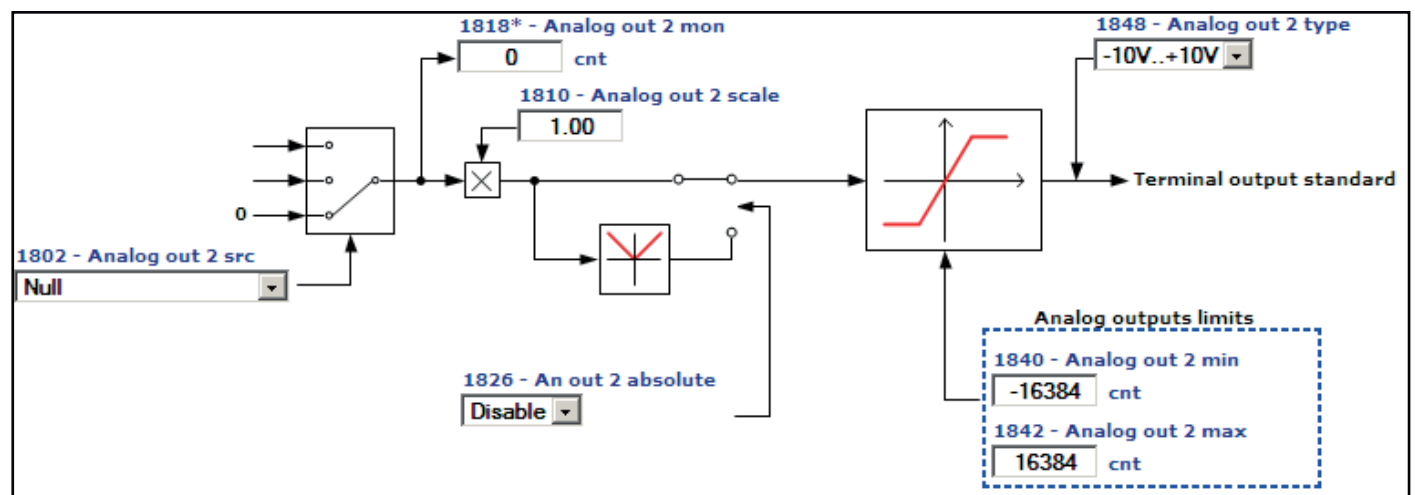 1818* - Analog out 2 mon
0 cnt
1848 - Analog out 2 type
-10V..+10V
1810 - Analog out 2 scale
1.00
0
Terminal output standard
1802 - Analog out 2 src
Null
Analog outputs limits
1840 - Analog out 2 min
-16384 cnt
1826 - An out 2 absolute
Disable
1842 - Analog out 2 max
16384 cnt